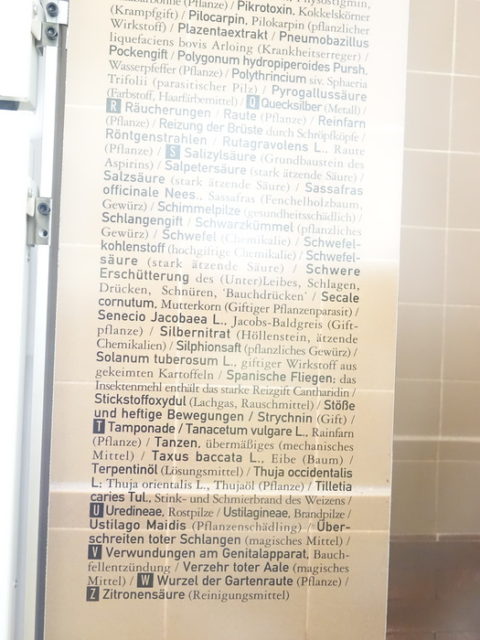 (Pflanze) / Pikrotoxin, Kokkelskörner
(Krampfgift) / Pilocarpin, Pilokarpin (pflanzlicher
Wirkstoff) / Plazentaextrakt / Pneumobazillus
liquefaciens bovis Arloing (Krankheitserreger) /
Pockengift / Polygonum hydropiperoides Pursh,
Wasserpfeffer (Pflanze) / Polythrincium siv. Sphaeria
Trifolii (parasitischer Pilz) / Pyrogallussäure
(Farbstoff, Haarfärbemittel) / Q Quecksilber (Metall) /
R Räucherungen / Raute (Pflanze) / Reinfarn
(Pflanze) / Reizung der Brüste durch Schröpfköpfe /
Röntgenstrahlen / Rutagravolens L., Raute
(Pflanze) / S Salizylsäure (Grundbaustein des
Aspirins) / Salpetersäure (stark ätzende Säure) /
Salzsäure (stark ätzende Säure) / Sassafras
officinale Nees., Sassafras (Fenchelholzbaum,
Gewürz) / Schimmelpilze (gesundheitsschädlich) /
Schlangengift / Schwarzkümmel (pflanzliches
Gewürz) / Schwefel (Chemikalie) / Schwefel-
kohlenstoff (hochgiftige Chemikalie) / Schwefel-
säure (stark ätzende Säure) / Schwere
Erschütterung des (Unter)Leibes, Schlagen,
Drücken, Schnüren, 'Bauchdrücken' / Secale
cornutum, Mutterkorn (Giftiger Pflanzenparasit) /
Senecio Jacobaea L., Jacobs-Baldgreis (Gift-
pflanze) / Silbernitrat (Höllenstein, ätzende
Chemikalien) / Silphionsaft (pflanzliches Gewürz) /
Solanum tuberosum L., giftiger Wirkstoff aus
gekeimten Kartoffeln / Spanische Fliegen: das
Insektenmehl enthält das starke Reizgift Cantharidin /
Stickstoffoxydul (Lachgas, Rauschmittel) / Stöße
und heftige Bewegungen / Strychnin (Gift) /
T Tamponade / Tanacetum vulgare L., Rainfarn
(Pflanze) / Tanzen, übermäßiges (mechanisches
Mittel) / Taxus baccata L., Eibe (Baum) /
Terpentinöl (Lösungsmittel) / Thuja occidentalis
L; Thuja orientalis L., Thujaöl (Pflanze) / Tilletia
caries Tul., Stink- und Schmierbrand des Weizens /
U Uredineae, Rostpilze / Ustilagineae, Brandpilze /
Ustilago Maidis (Pflanzenschädling) / Über-
schreiten toter Schlangen (magisches Mittel) /
V Verwundungen am Genitalapparat, Bauch-
fellentzündung / Verzehr toter Aale (magisches
Mittel) / W Wurzel der Gartenraute (Pflanze) /
Z Zitronensäure (Reinigungsmittel)